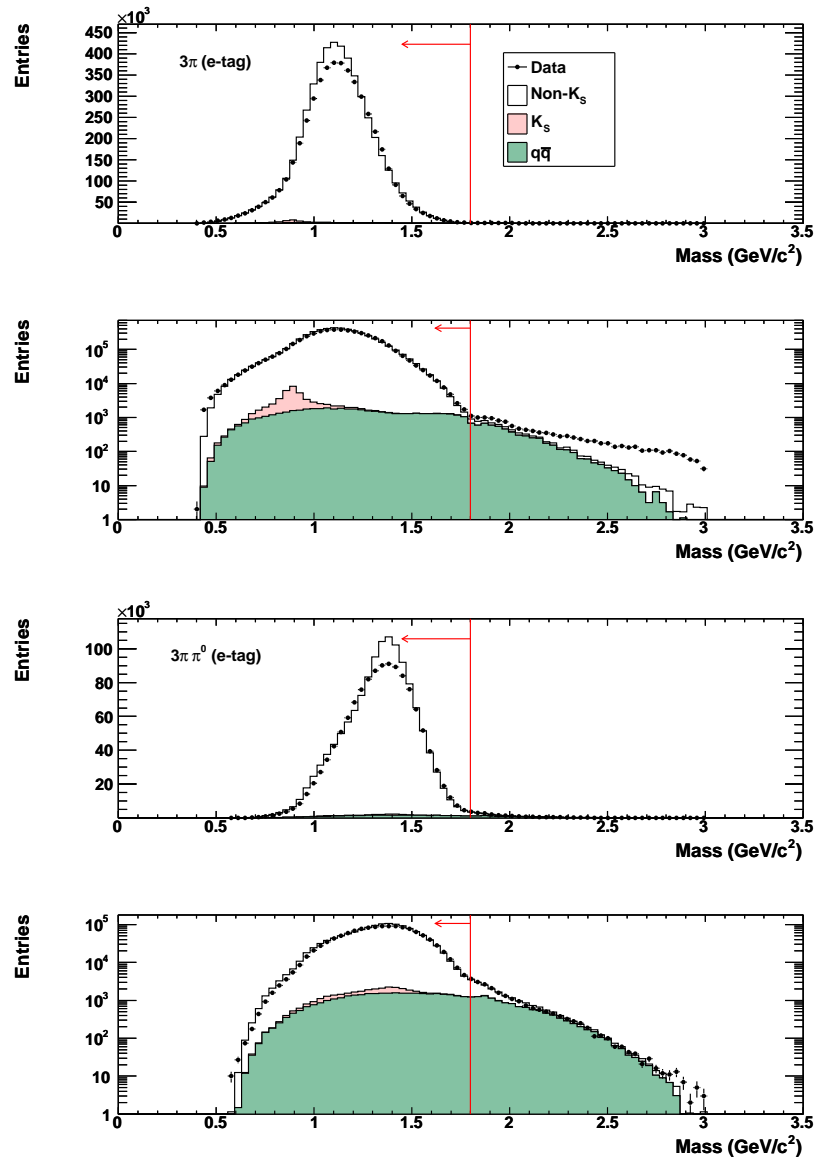 ×10³
Entries
450
400
350
300
250
200
150
100
50
3π (e-tag)
Data
Non-K_S
K_S
qq̅
0 0.5 1 1.5 2 2.5 3 3.5
Mass (GeV/c²)
Entries
10⁵
10⁴
10³
10²
10
1
0 0.5 1 1.5 2 2.5 3 3.5
Mass (GeV/c²)
×10³
Entries
100
80
60
40
20
3π π⁰ (e-tag)
0 0.5 1 1.5 2 2.5 3 3.5
Mass (GeV/c²)
Entries
10⁵
10⁴
10³
10²
10
1
0 0.5 1 1.5 2 2.5 3 3.5
Mass (GeV/c²)